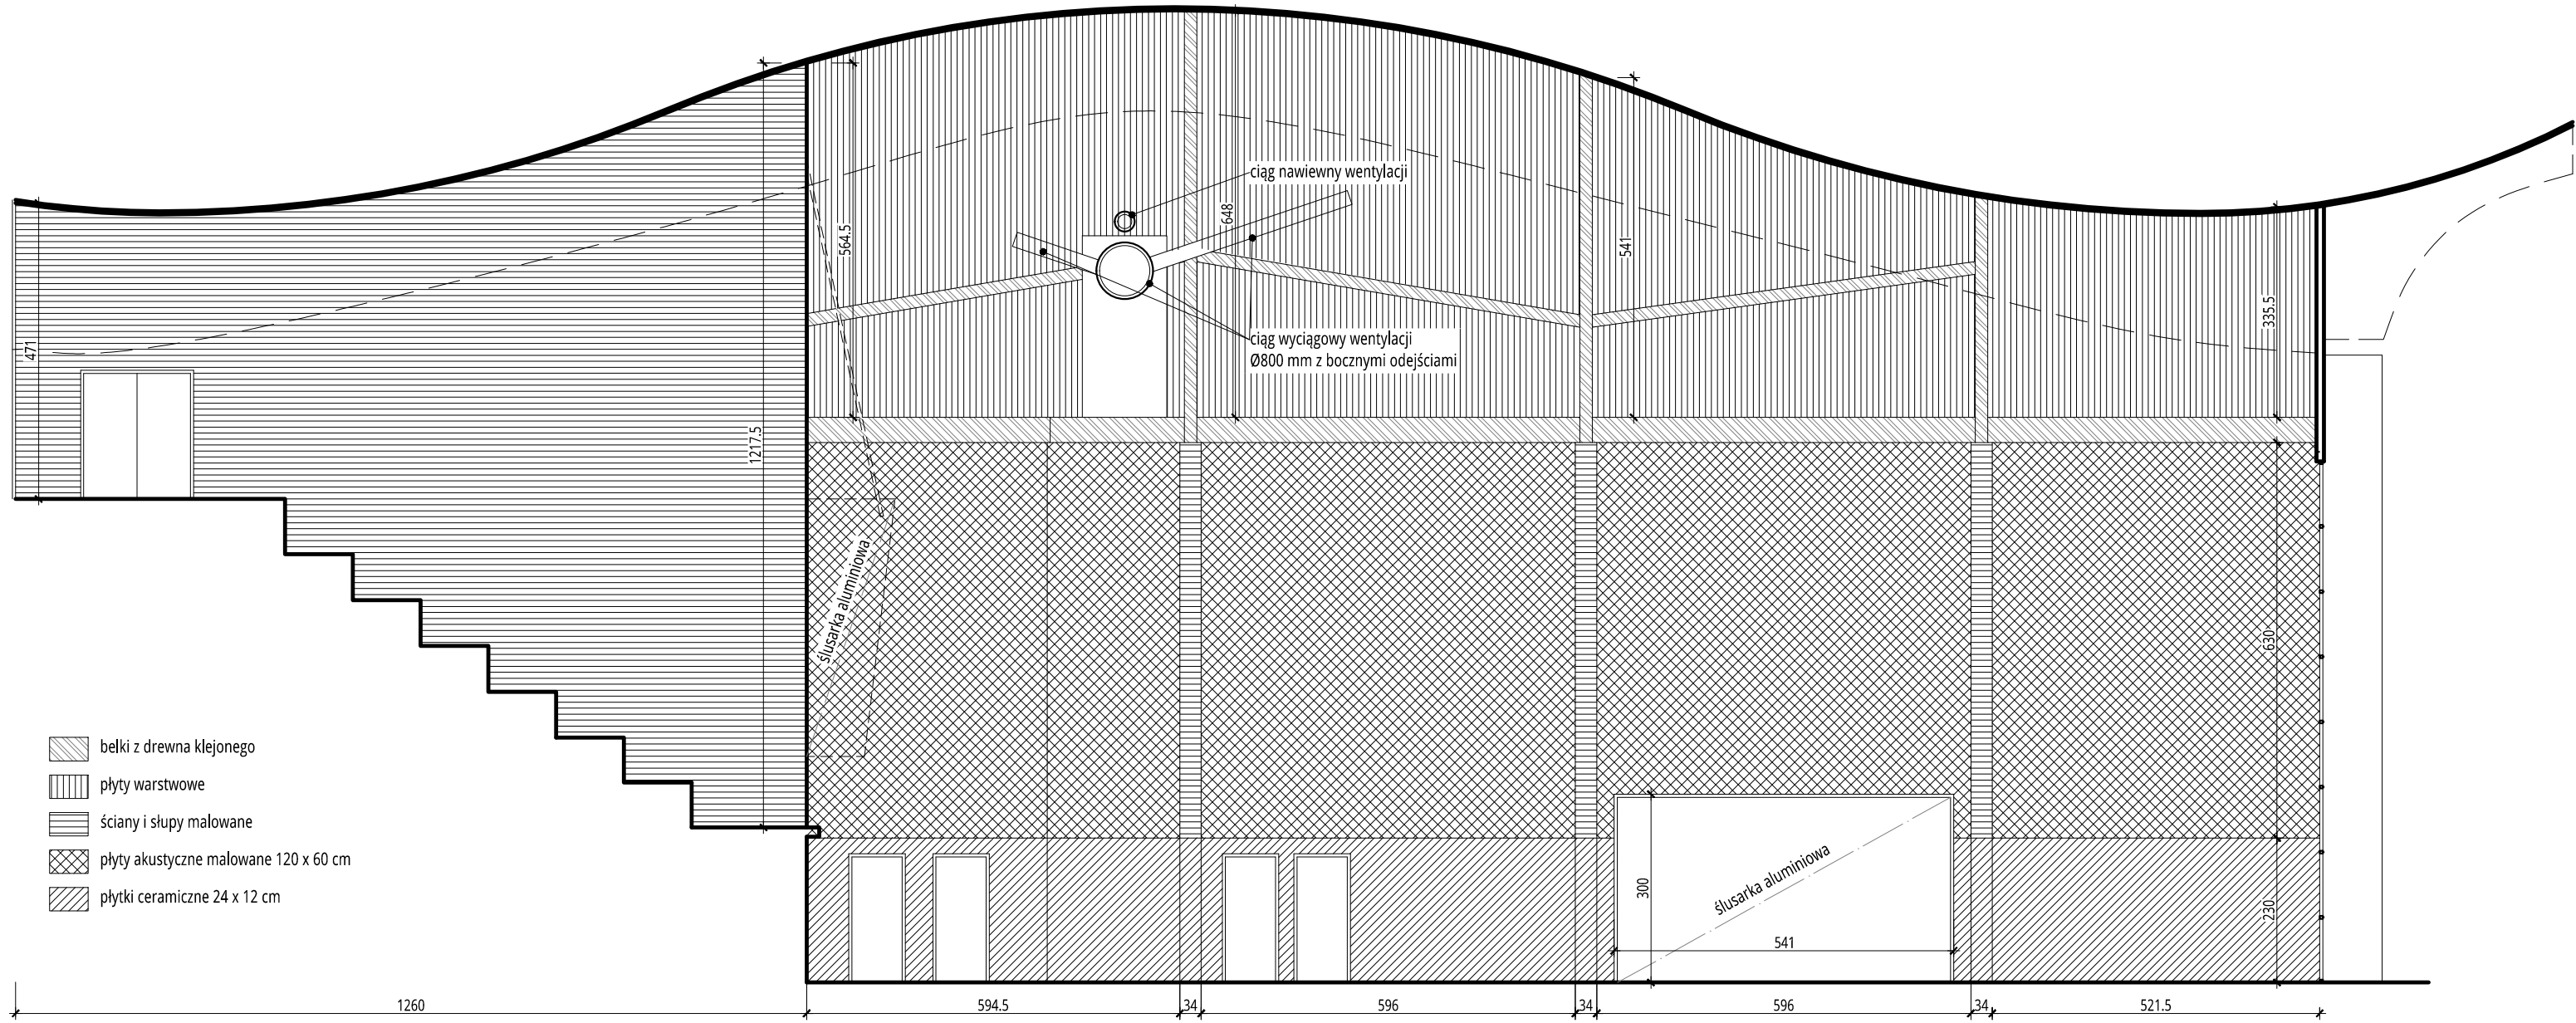 ciąg nawiewny wentylacji
648
564.5
541
335.5
471
ciąg wyciągowy wentylacji
Ø800 mm z bocznymi odejściami
1217.5
ślusarka aluminiowa
630
belki z drewna klejonego
płyty warstwowe
ściany i słupy malowane
płyty akustyczne malowane 120 x 60 cm
płytki ceramiczne 24 x 12 cm
300
ślusarka aluminiowa
541
230
1260
594.5
34
596
34
596
34
521.5